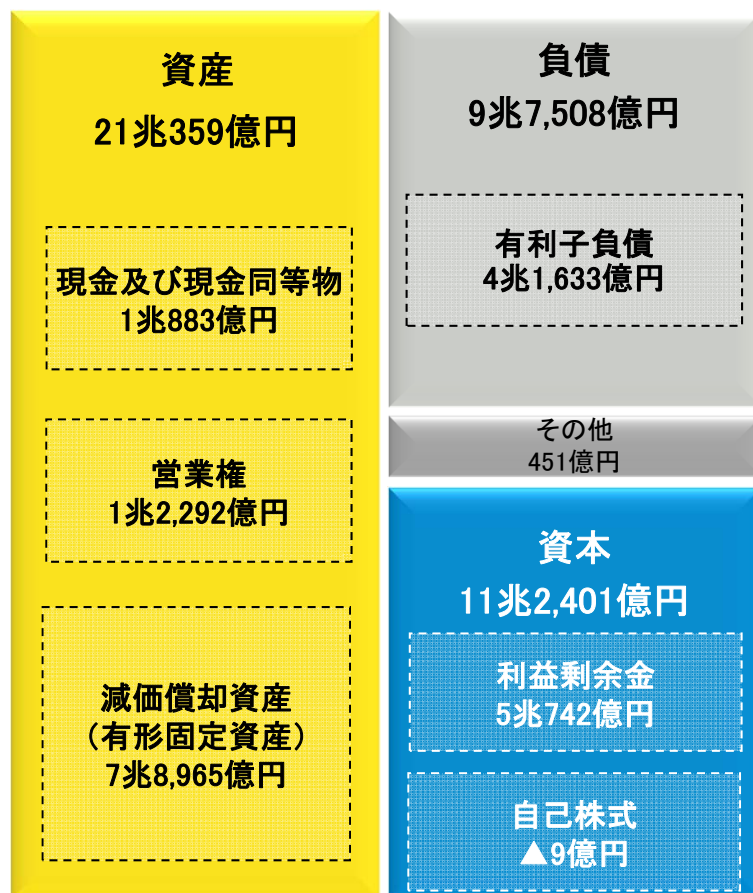 資産
21兆359億円
現金及び現金同等物
1兆883億円
営業権
1兆2,292億円
減価償却資産
（有形固定資産）
7兆8,965億円
負債
9兆7,508億円
有利子負債
4兆1,633億円
その他
451億円
資本
11兆2,401億円
利益剰余金
5兆742億円
自己株式
▲9億円